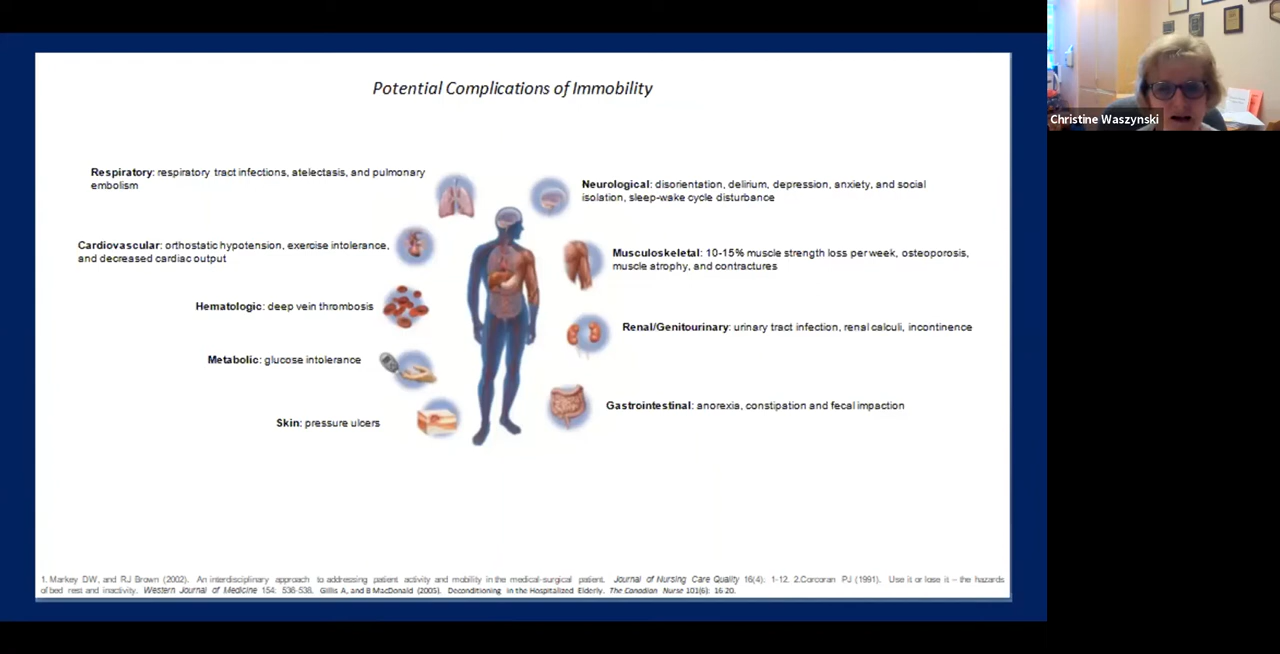 Potential Complications of Immobility
Respiratory: respiratory tract infections, atelectasis, and pulmonary
embolism
Cardiovascular: orthostatic hypotension, exercise intolerance,
and decreased cardiac output
Hematologic: deep vein thrombosis
Metabolic: glucose intolerance
Skin: pressure ulcers
Neurological: disorientation, delirium, depression, anxiety, and social
isolation, sleep-wake cycle disturbance
Musculoskeletal: 10-15% muscle strength loss per week, osteoporosis,
muscle atrophy, and contractures
Renal/Genitourinary: urinary tract infection, renal calculi, incontinence
Gastrointestinal: anorexia, constipation and fecal impaction
1. Markey DW, and RJ Brown (2002). An interdisciplinary approach to addressing patient activity and mobility in the medical-surgical patient. Journal of Nursing Care Quality 16(4): 1-12. 2.Corcoran PJ (1991). Use it or lose it – the hazards
of bed rest and inactivity. Western Journal of Medicine 154: 536-538. Gillis A, and B MacDonald (2005). Deconditioning in the Hospitalized Elderly. The Canadian Nurse 101(6): 16-20.
Christine Waszynski